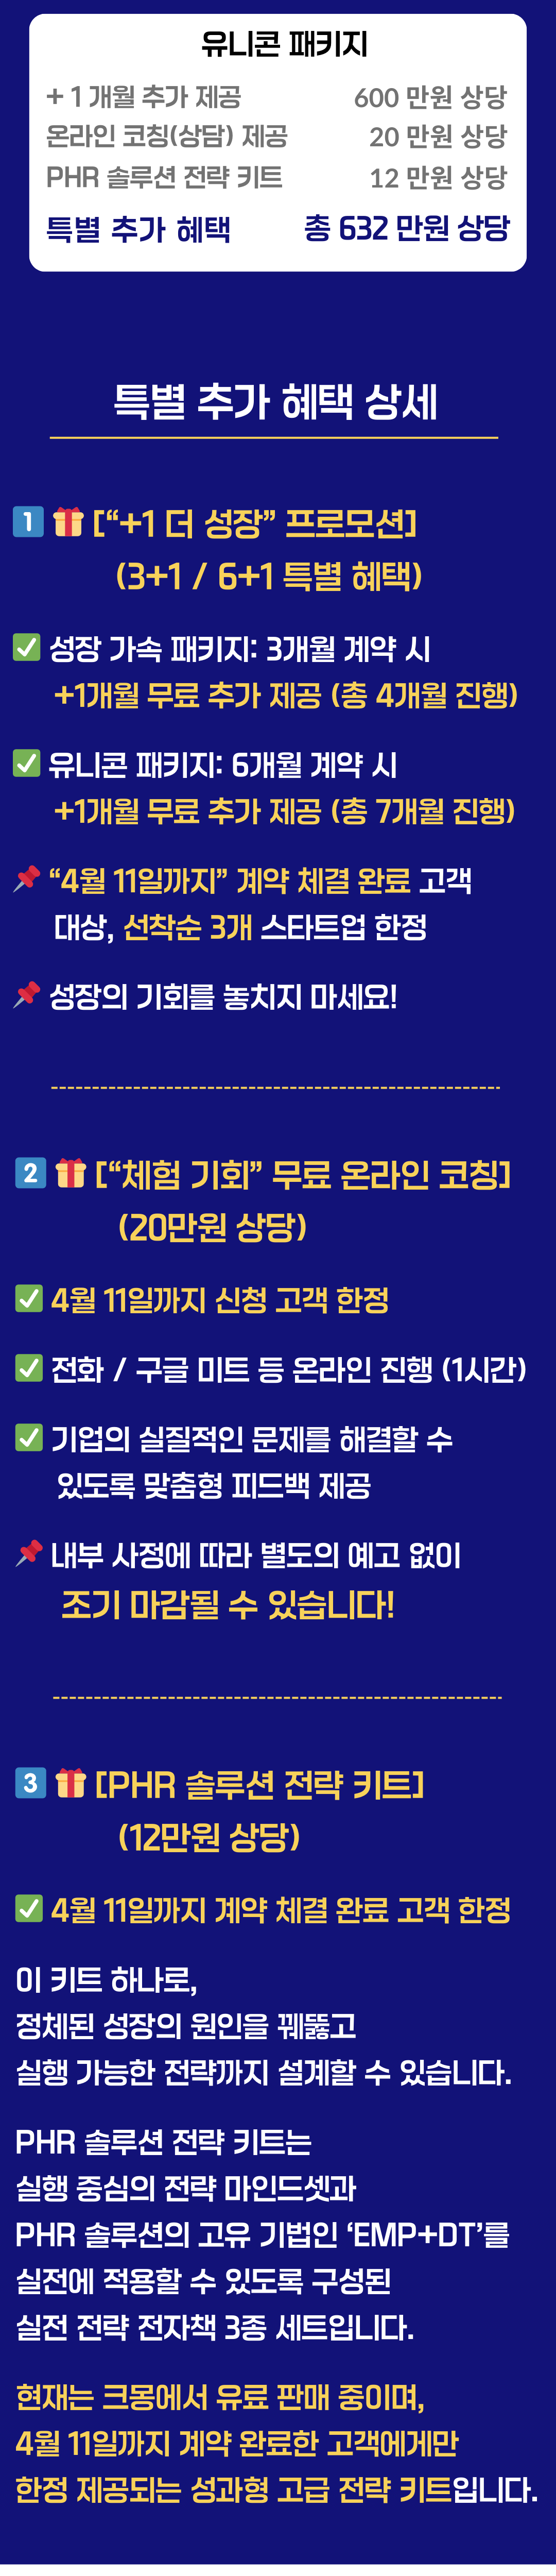 유니콘 패키지
+ 1 개월 추가 제공 600 만원 상당
온라인 코칭(상담) 제공 20 만원 상당
PHR 솔루션 전략 키트 12 만원 상당
특별 추가 혜택 총 632 만원 상당
특별 추가 혜택 상세
1️⃣ 🎁 [“+1 더 성장” 프로모션]
(3+1 / 6+1 특별 혜택)
✅ 성장 가속 패키지: 3개월 계약 시
+1개월 무료 추가 제공 (총 4개월 진행)
✅ 유니콘 패키지: 6개월 계약 시
+1개월 무료 추가 제공 (총 7개월 진행)
📌 “4월 11일까지” 계약 체결 완료 고객
대상, 선착순 3개 스타트업 한정
📌 성장의 기회를 놓치지 마세요!
2️⃣ 🎁 [“체험 기회” 무료 온라인 코칭]
(20만원 상당)
✅ 4월 11일까지 신청 고객 한정
✅ 전화 / 구글 미트 등 온라인 진행 (1시간)
✅ 기업의 실질적인 문제를 해결할 수
있도록 맞춤형 피드백 제공
📌 내부 사정에 따라 별도의 예고 없이
조기 마감될 수 있습니다!
3️⃣ 🎁 [PHR 솔루션 전략 키트]
(12만원 상당)
✅ 4월 11일까지 계약 체결 완료 고객 한정
이 키트 하나로,
정체된 성장의 원인을 꿰뚫고
실행 가능한 전략까지 설계할 수 있습니다.
PHR 솔루션 전략 키트는
실행 중심의 전략 마인드셋과
PHR 솔루션의 고유 기법인 ‘EMP+DT’를
실전에 적용할 수 있도록 구성된
실전 전략 전자책 3종 세트입니다.
현재는 크몽에서 유료 판매 중이며,
4월 11일까지 계약 완료한 고객에게만
한정 제공되는 성과형 고급 전략 키트입니다.